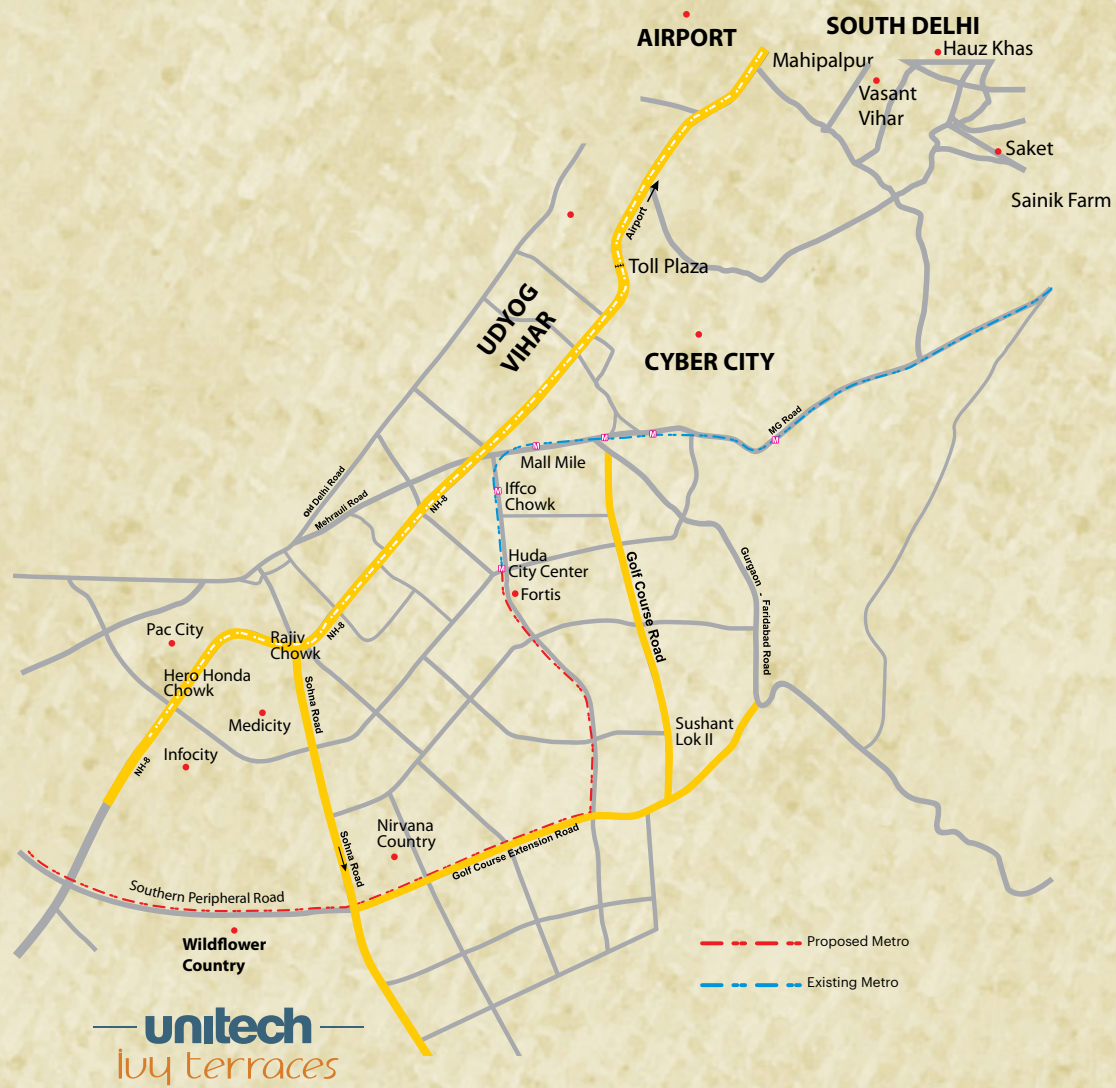 SOUTH DELHI
AIRPORT
Hauz Khas
Mahipalpur
Vasant
Vihar
Saket
Sainik Farm
Airport
Toll Plaza
UDYOG
VIHAR
CYBER CITY
MG Road
M
M
M
M
Mall Mile
old Delhi Road
Mehrauli Road
NH-8
M
Iffco
Chowk
Huda
City Center
M
Fortis
Golf Course Road
Gurgaon - Faridabad Road
Pac City
Rajiv
Chowk
NH-8
Hero Honda
Chowk
Sohna Road
Medicity
Sushant
Lok II
Infocity
NH-8
Nirvana
Country
Sohna Road
Golf Course Extension Road
Southern Peripheral Road
Wildflower
Country
Proposed Metro
Existing Metro
unitech
ivy terraces